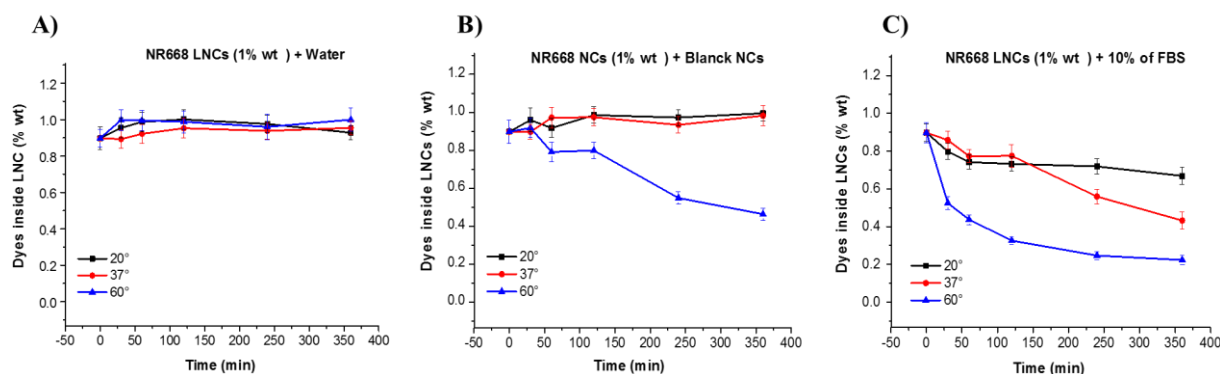 A)
NR668 LNCs (1% wt ) + Water
Dyes inside LNC (% wt)
1.2
1.0
0.8
0.6
0.4
0.2
0.0
20°
37°
60°
-50 0 50 100 150 200 250 300 350 400
Time (min)
B)
NR668 NCs (1% wt ) + Blanck NCs
Dyes inside LNCs (% wt)
1.2
1.0
0.8
0.6
0.4
0.2
0.0
20°
37°
60°
-50 0 50 100 150 200 250 300 350 400
Time (min)
C)
NR668 LNCs (1% wt ) + 10% of FBS
Dyes inside LNCs (% wt)
1.2
1.0
0.8
0.6
0.4
0.2
0.0
20°
37°
60°
-50 0 50 100 150 200 250 300 350 400
Time (min)